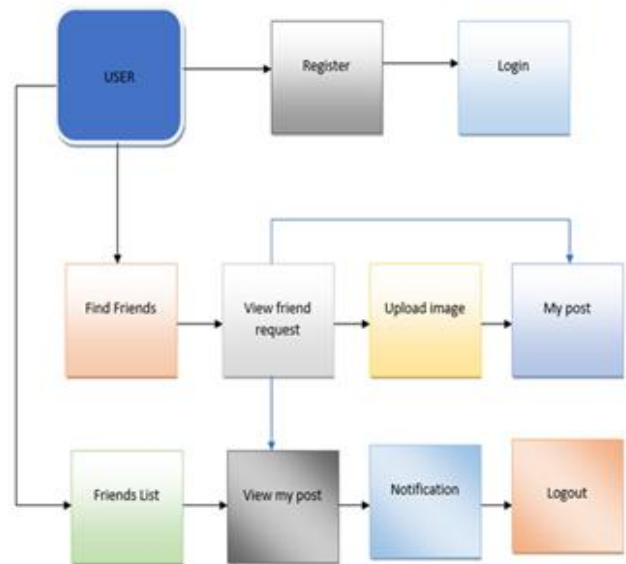 USER
Register
Login
Find Friends
View friend
request
Upload image
My post
Friends List
View my post
Notification
Logout